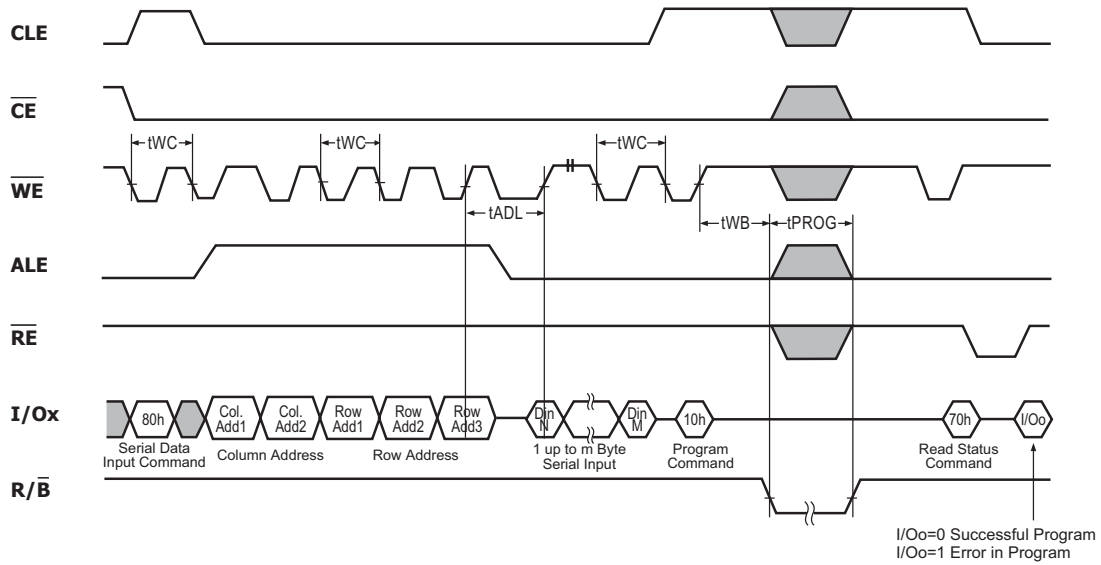 CLE
CE
tWC
tWC
tWC
WE
tADL
tWB
tPROG
ALE
RE
I/Ox
80h
Col.
Add1
Col.
Add2
Row
Add1
Row
Add2
Row
Add3
Din
N
Din
M
10h
70h
I/Oo
Serial Data
Input Command
Column Address
Row Address
1 up to m Byte
Serial Input
Program
Command
Read Status
Command
R/B
I/Oo=0 Successful Program
I/Oo=1 Error in Program